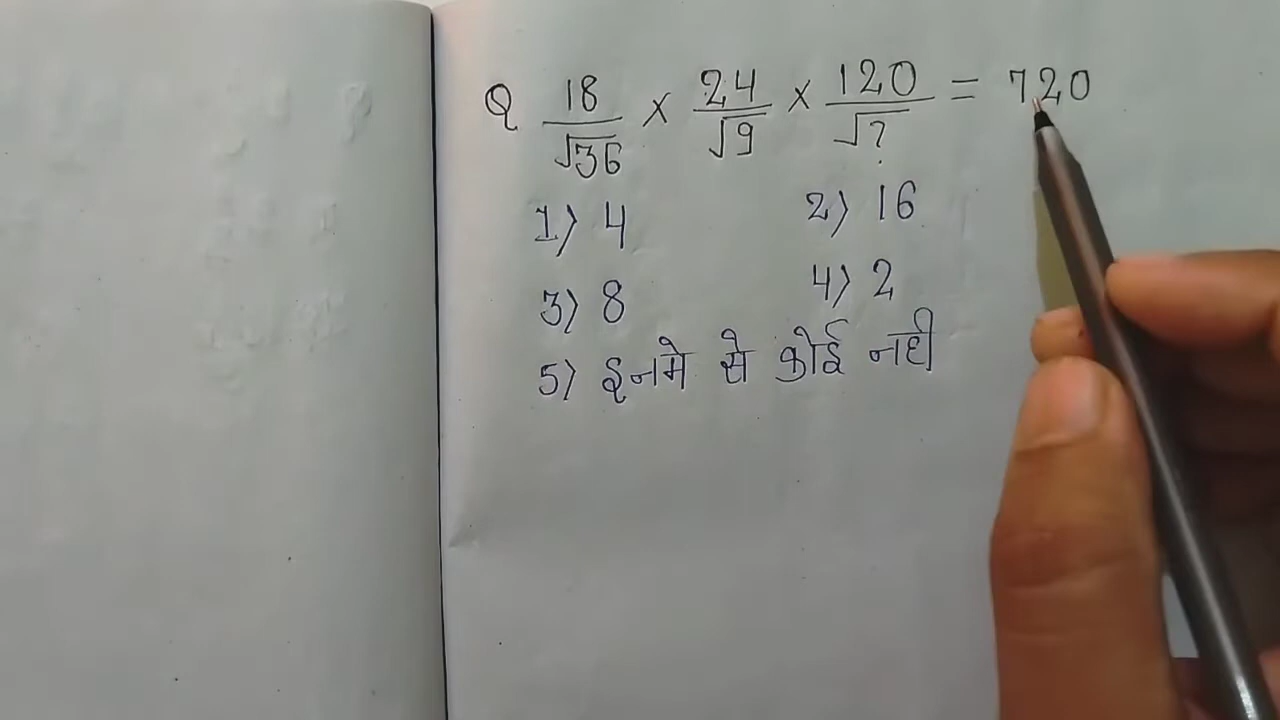 Q 18/√36 × 24/√9 × 120/√? = 720
1) 4 2) 16
3) 8 4) 2
5) इनमे से कोई नही